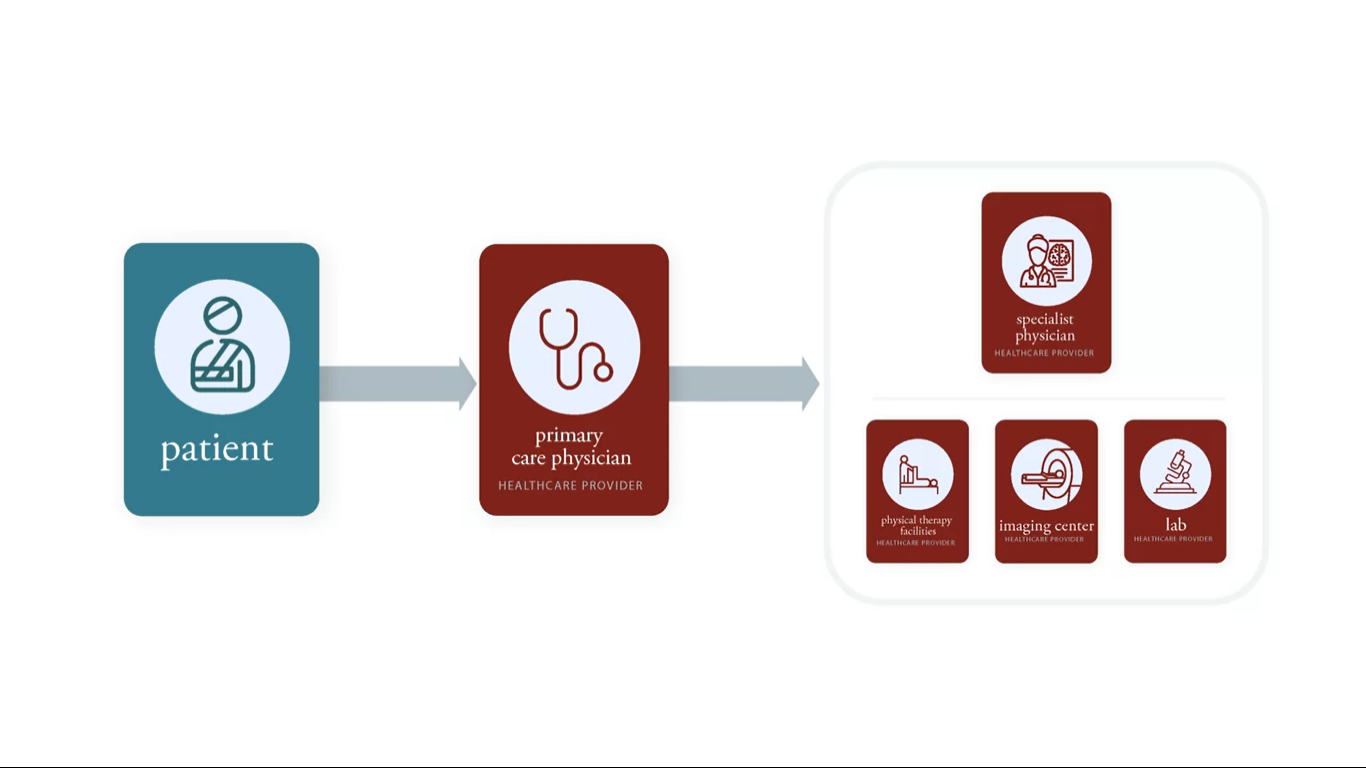 patient
primary
care physician
HEALTHCARE PROVIDER
specialist
physician
HEALTHCARE PROVIDER
physical therapy
facilities
HEALTHCARE PROVIDER
imaging center
HEALTHCARE PROVIDER
lab
HEALTHCARE PROVIDER